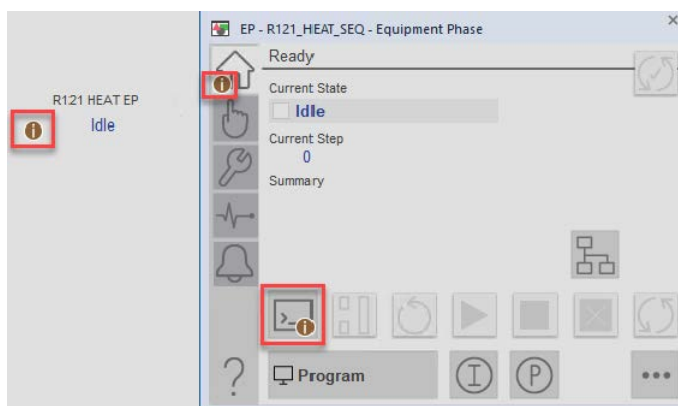 EP - R121_HEAT_SEQ - Equipment Phase
Ready
Current State
Idle
Current Step
0
Summary
R121 HEAT EP
Idle
>_
? Program I P